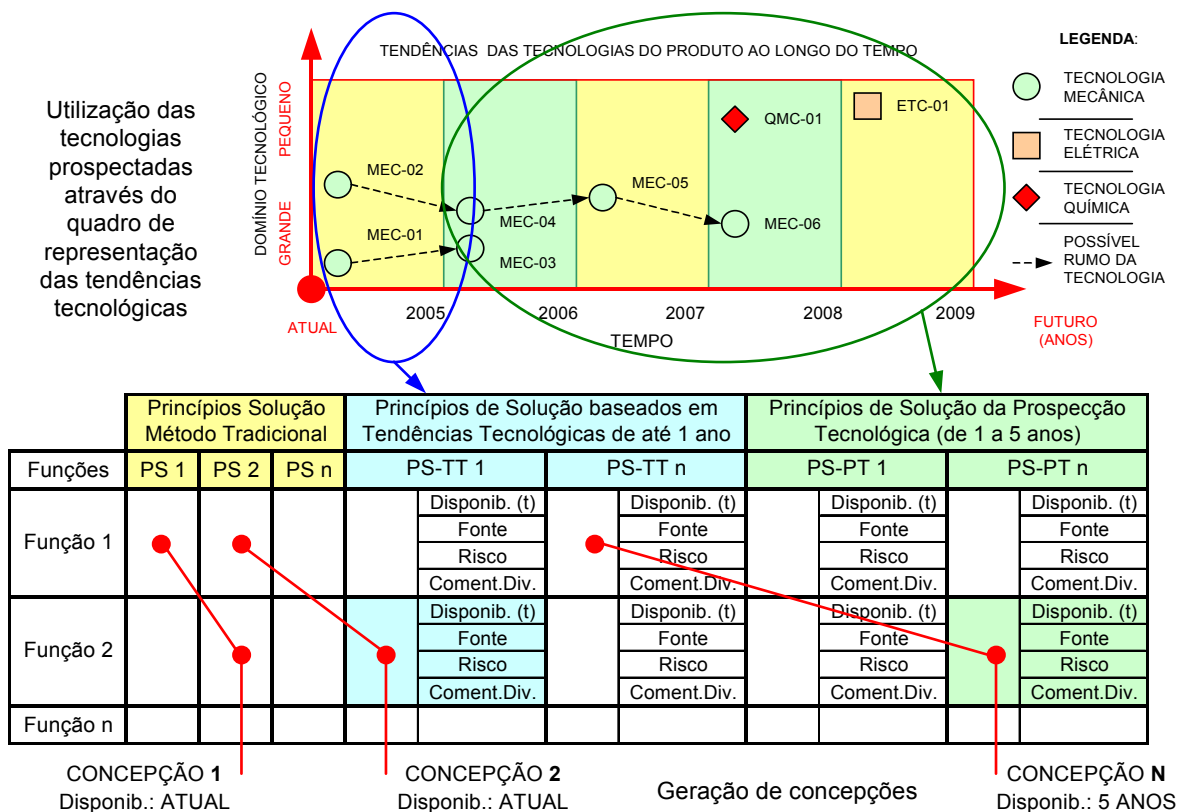 TENDÊNCIAS DAS TECNOLOGIAS DO PRODUTO AO LONGO DO TEMPO
LEGENDA:
TECNOLOGIA
MECÂNICA
TECNOLOGIA
ELÉTRICA
TECNOLOGIA
QUÍMICA
POSSÍVEL
RUMO DA
TECNOLOGIA
Utilização das
tecnologias
prospectadas
através do
quadro de
representação
das tendências
tecnológicas
DOMÍNIO TECNOLÓGICO
PEQUENO
GRANDE
QMC-01
ETC-01
MEC-02
MEC-05
MEC-04
MEC-06
MEC-01
MEC-03
ATUAL
2005
2006
2007
2008
2009
TEMPO
FUTURO
(ANOS)
Princípios Solução
Método Tradicional
Princípios de Solução baseados em
Tendências Tecnológicas de até 1 ano
Princípios de Solução da Prospecção
Tecnológica (de 1 a 5 anos)
Funções
PS 1
PS 2
PS n
PS-TT 1
PS-TT n
PS-PT 1
PS-PT n
Função 1
Disponib. (t)
Disponib. (t)
Disponib. (t)
Disponib. (t)
Fonte
Fonte
Fonte
Fonte
Risco
Risco
Risco
Risco
Coment.Div.
Coment.Div.
Coment.Div.
Coment.Div.
Função 2
Disponib. (t)
Disponib. (t)
Disponib. (t)
Disponib. (t)
Fonte
Fonte
Fonte
Fonte
Risco
Risco
Risco
Risco
Coment.Div.
Coment.Div.
Coment.Div.
Coment.Div.
Função n
CONCEPÇÃO 1
Disponib.: ATUAL
CONCEPÇÃO 2
Disponib.: ATUAL
Geração de concepções
CONCEPÇÃO N
Disponib.: 5 ANOS